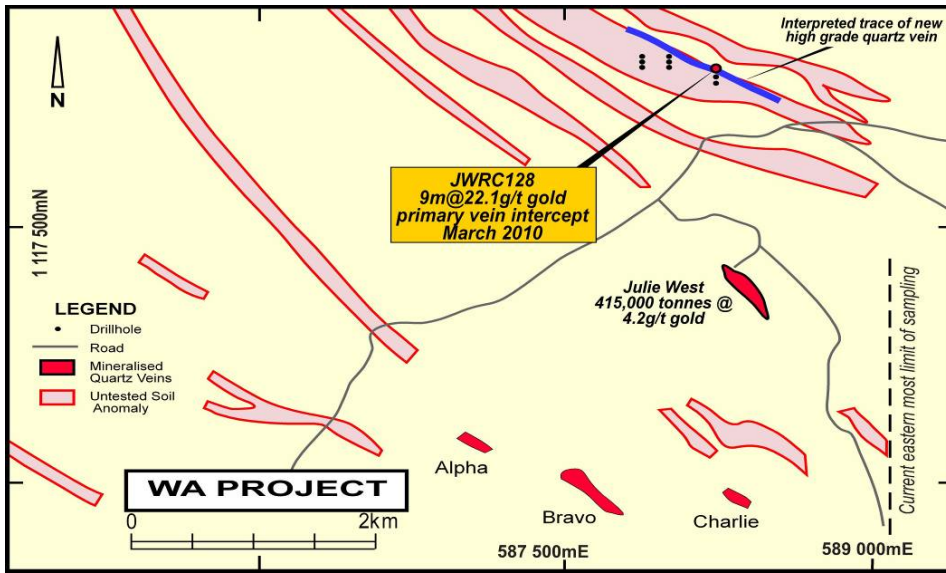 Interpreted trace of new
high grade quartz vein
N
JWRC128
9m@22.1g/t gold
primary vein intercept
March 2010
1 117 500mN
Julie West
415,000 tonnes @
4.2g/t gold
Current eastern most limit of sampling
LEGEND
Drillhole
Road
Mineralised
Quartz Veins
Untested Soil
Anomaly
Alpha
Bravo
Charlie
WA PROJECT
0
2km
587 500mE
589 000mE